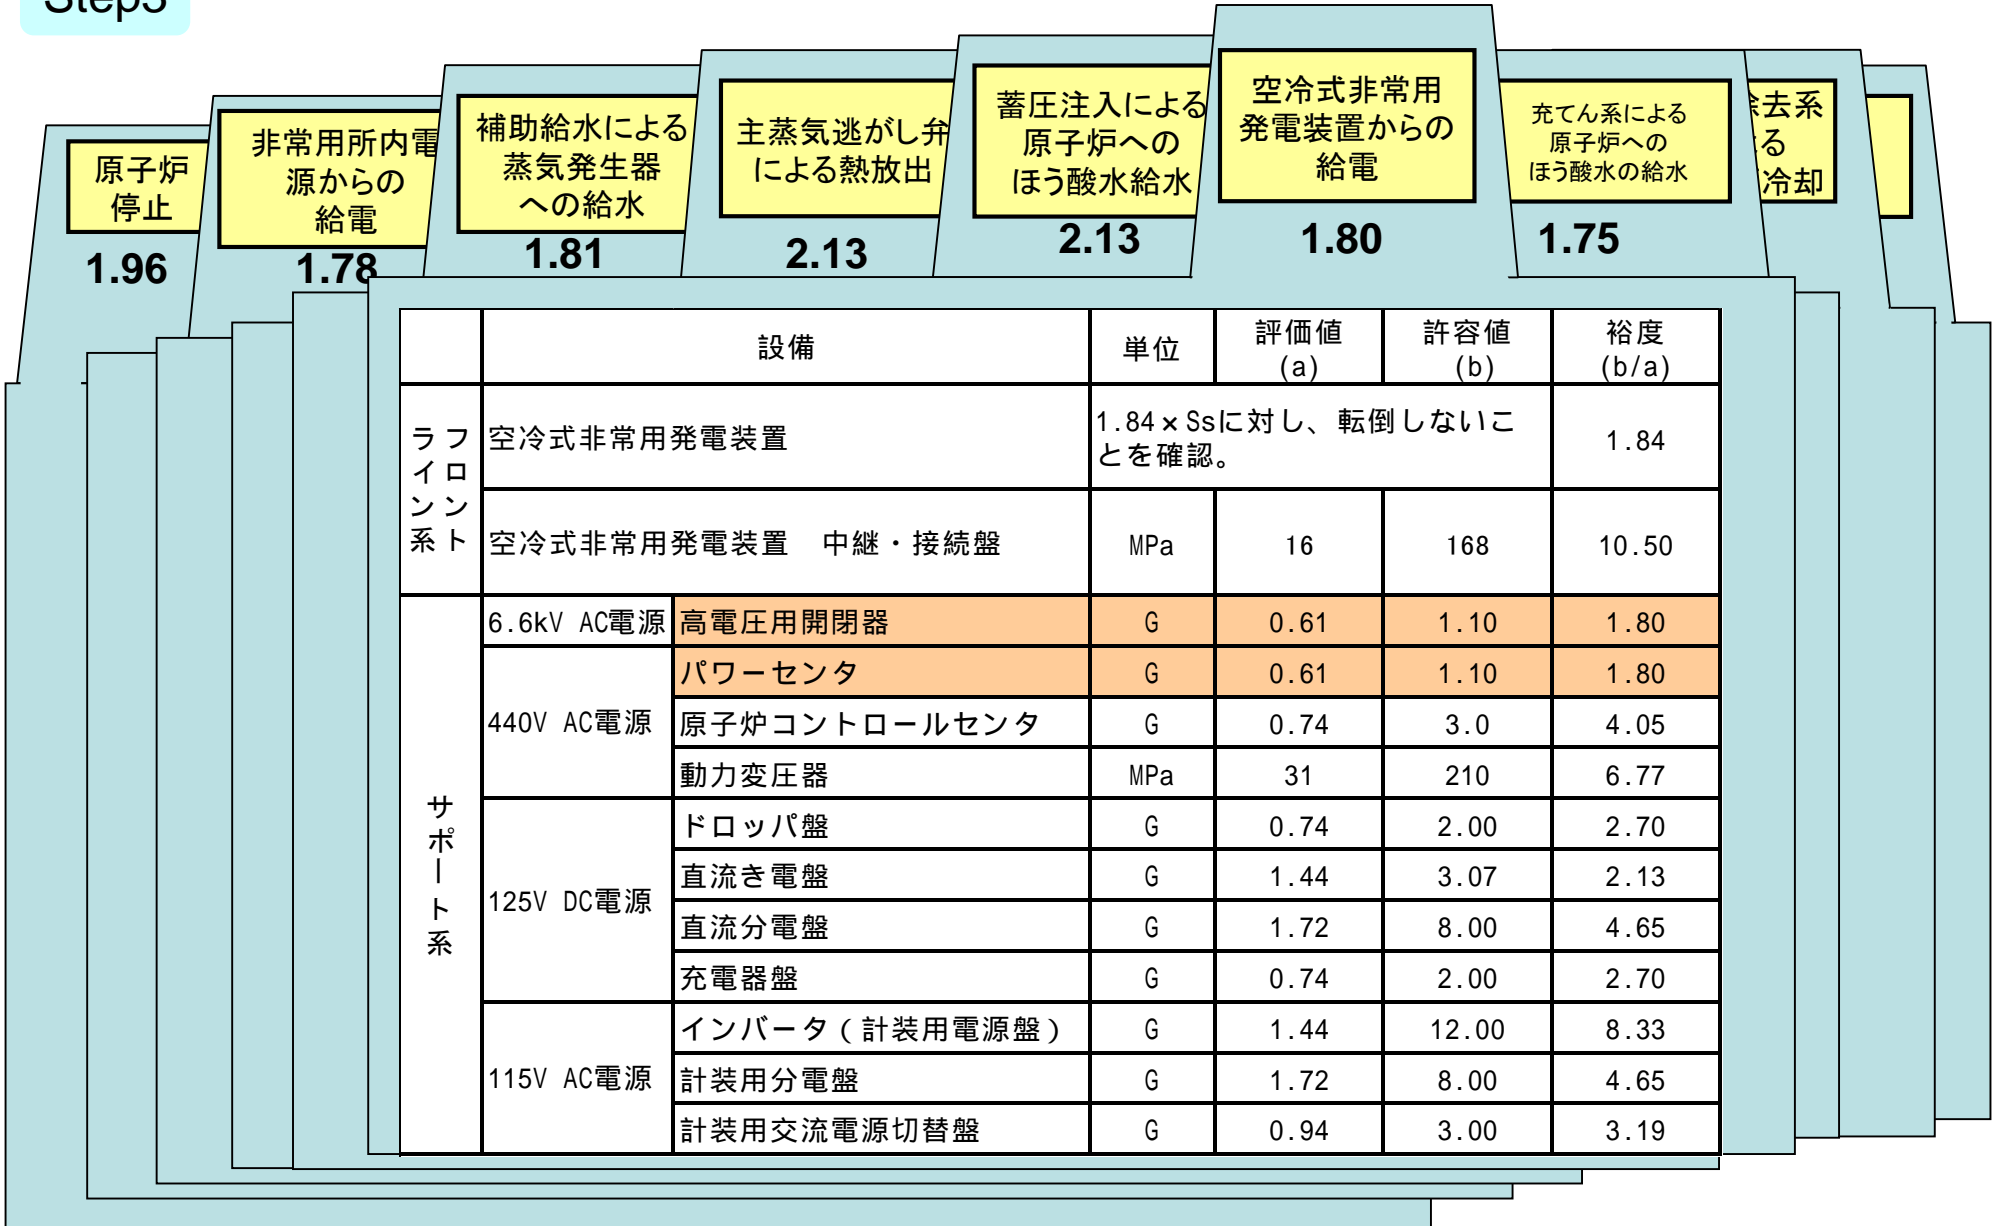 Step3
原子炉
停止
1.96
非常用所内電
源からの
給電
1.78
補助給水による
蒸気発生器
への給水
1.81
主蒸気逃がし弁
による熱放出
2.13
蓄圧注入による
原子炉への
ほう酸水給水
2.13
空冷式非常用
発電装置からの
給電
1.80
充てん系による
原子炉への
ほう酸水の給水
1.75
除去系
る
冷却
設備 単位 評価値 許容値 裕度
(a) (b) (b/a)
フロント
ライン系
空冷式非常用発電装置 1.84×Ssに対し、転倒しないこ
とを確認。 1.84
空冷式非常用発電装置　中継・接続盤 MPa 16 168 10.50
サポート系
6.6kV AC電源 高電圧用開閉器 G 0.61 1.10 1.80
440V AC電源 パワーセンタ G 0.61 1.10 1.80
原子炉コントロールセンタ G 0.74 3.0 4.05
動力変圧器 MPa 31 210 6.77
125V DC電源 ドロッパ盤 G 0.74 2.00 2.70
直流き電盤 G 1.44 3.07 2.13
直流分電盤 G 1.72 8.00 4.65
充電器盤 G 0.74 2.00 2.70
115V AC電源 インバータ(計装用電源盤) G 1.44 12.00 8.33
計装用分電盤 G 1.72 8.00 4.65
計装用交流電源切替盤 G 0.94 3.00 3.19